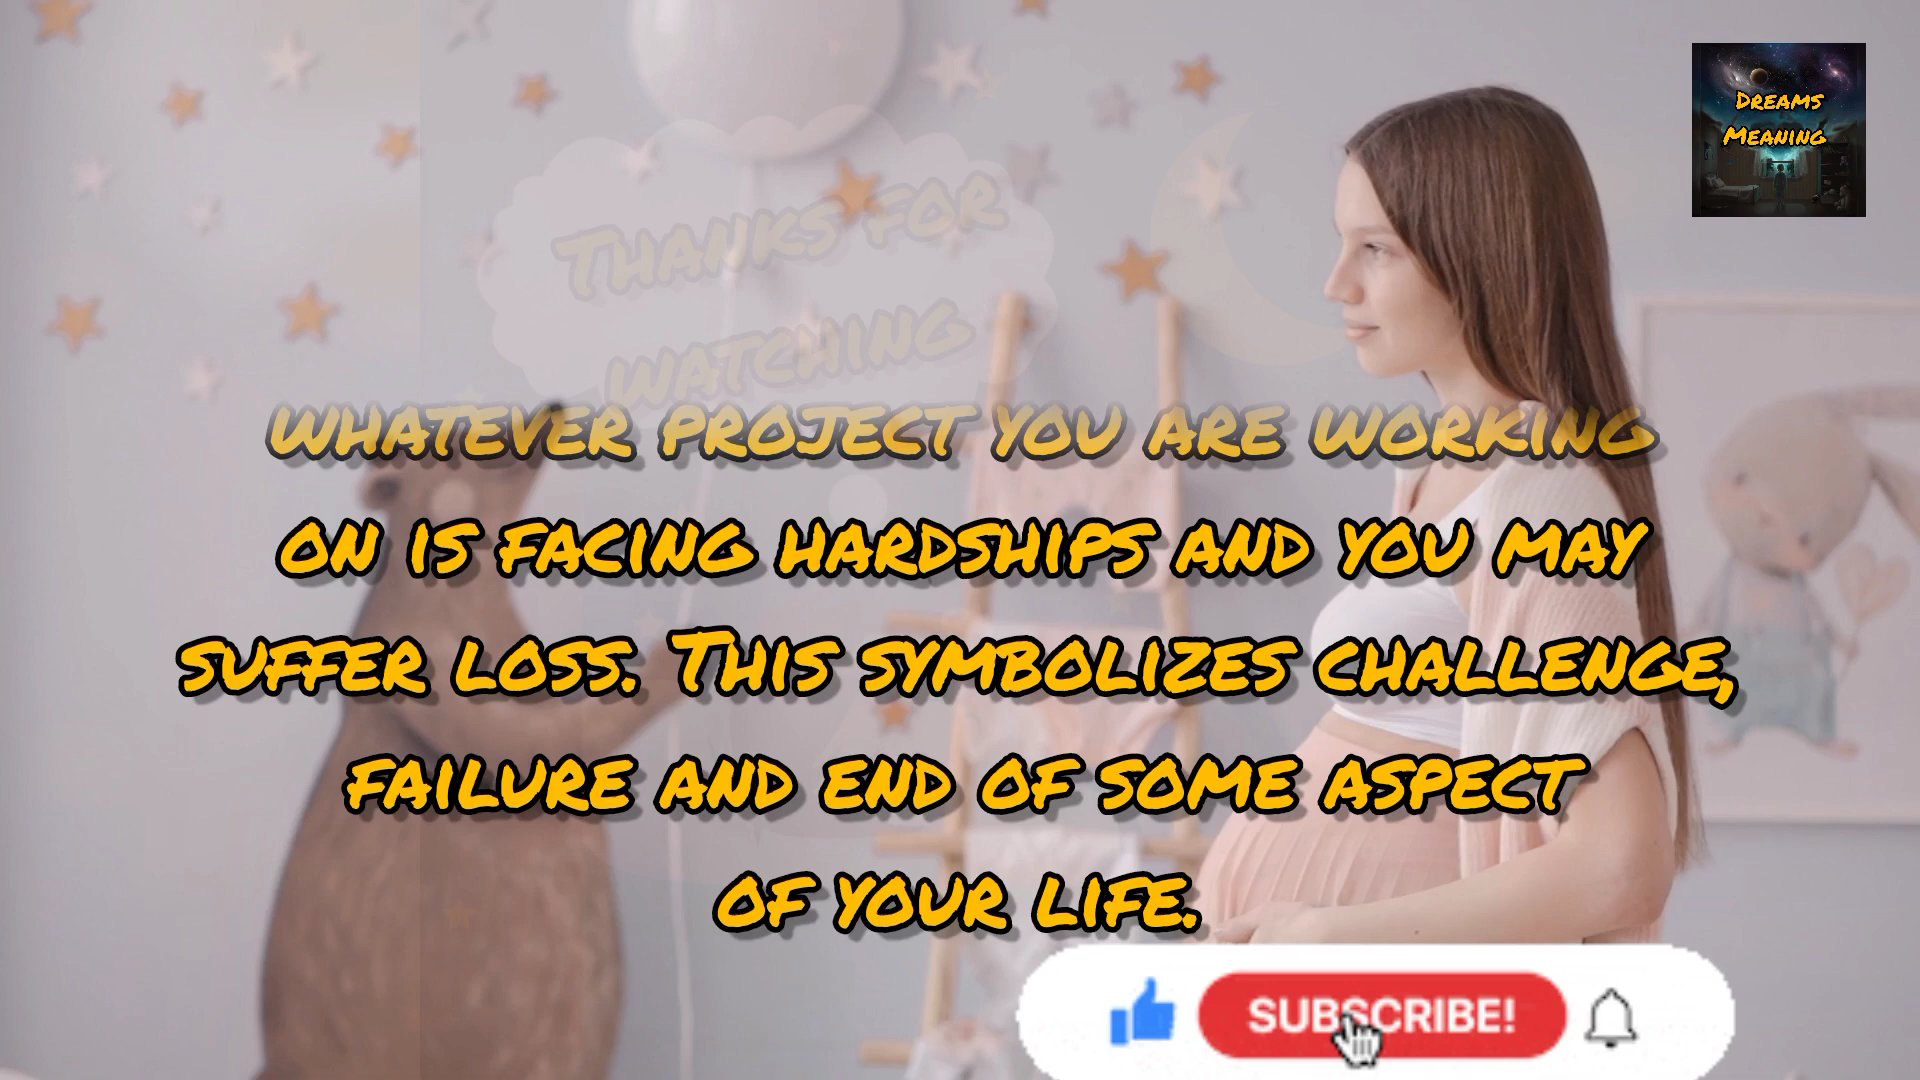 Dreams
Meaning
Thanks for
watching
whatever project you are working
on is facing hardships and you may
suffer loss. This symbolizes challenge,
failure and end of some aspect
of your life.
SUBSCRIBE!